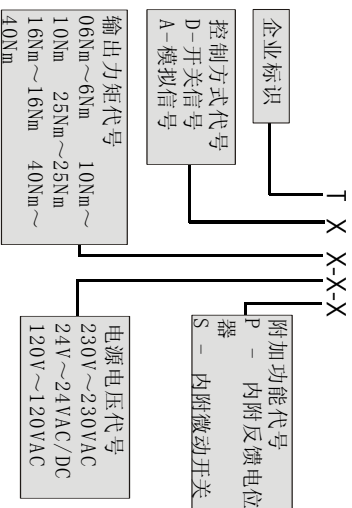 T X X-X-X
企业标识
控制方式代号
D-开关信号
A-模拟信号
输出力矩代号
06Nm～6Nm 10Nm～
10Nm 25Nm～25Nm
16Nm～16Nm 40Nm～
40Nm
附加功能代号
P - 内附反馈电位
器
S - 内附微动开关
电源电压代号
230V～230VAC
24V～24VAC/DC
120V～120VAC